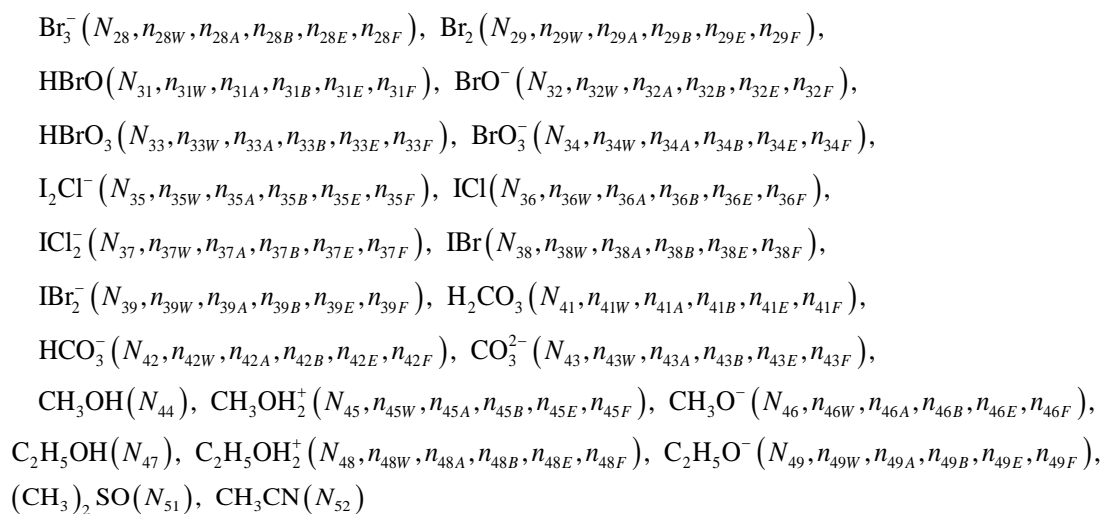 Br₃⁻(N₂₈, n₂₈W, n₂₈A, n₂₈B, n₂₈E, n₂₈F), Br₂(N₂₉, n₂₉W, n₂₉A, n₂₉B, n₂₉E, n₂₉F),
HBrO(N₃₁, n₃₁W, n₃₁A, n₃₁B, n₃₁E, n₃₁F), BrO⁻(N₃₂, n₃₂W, n₃₂A, n₃₂B, n₃₂E, n₃₂F),
HBrO₃(N₃₃, n₃₃W, n₃₃A, n₃₃B, n₃₃E, n₃₃F), BrO₃⁻(N₃₄, n₃₄W, n₃₄A, n₃₄B, n₃₄E, n₃₄F),
I₂Cl⁻(N₃₅, n₃₅W, n₃₅A, n₃₅B, n₃₅E, n₃₅F), ICl(N₃₆, n₃₆W, n₃₆A, n₃₆B, n₃₆E, n₃₆F),
ICl₂⁻(N₃₇, n₃₇W, n₃₇A, n₃₇B, n₃₇E, n₃₇F), IBr(N₃₈, n₃₈W, n₃₈A, n₃₈B, n₃₈E, n₃₈F),
IBr₂⁻(N₃₉, n₃₉W, n₃₉A, n₃₉B, n₃₉E, n₃₉F), H₂CO₃(N₄₁, n₄₁W, n₄₁A, n₄₁B, n₄₁E, n₄₁F),
HCO₃⁻(N₄₂, n₄₂W, n₄₂A, n₄₂B, n₄₂E, n₄₂F), CO₃²⁻(N₄₃, n₄₃W, n₄₃A, n₄₃B, n₄₃E, n₄₃F),
CH₃OH(N₄₄), CH₃OH₂⁺(N₄₅, n₄₅W, n₄₅A, n₄₅B, n₄₅E, n₄₅F), CH₃O⁻(N₄₆, n₄₆W, n₄₆A, n₄₆B, n₄₆E, n₄₆F),
C₂H₅OH(N₄₇), C₂H₅OH₂⁺(N₄₈, n₄₈W, n₄₈A, n₄₈B, n₄₈E, n₄₈F), C₂H₅O⁻(N₄₉, n₄₉W, n₄₉A, n₄₉B, n₄₉E, n₄₉F),
(CH₃)₂SO(N₅₁), CH₃CN(N₅₂)